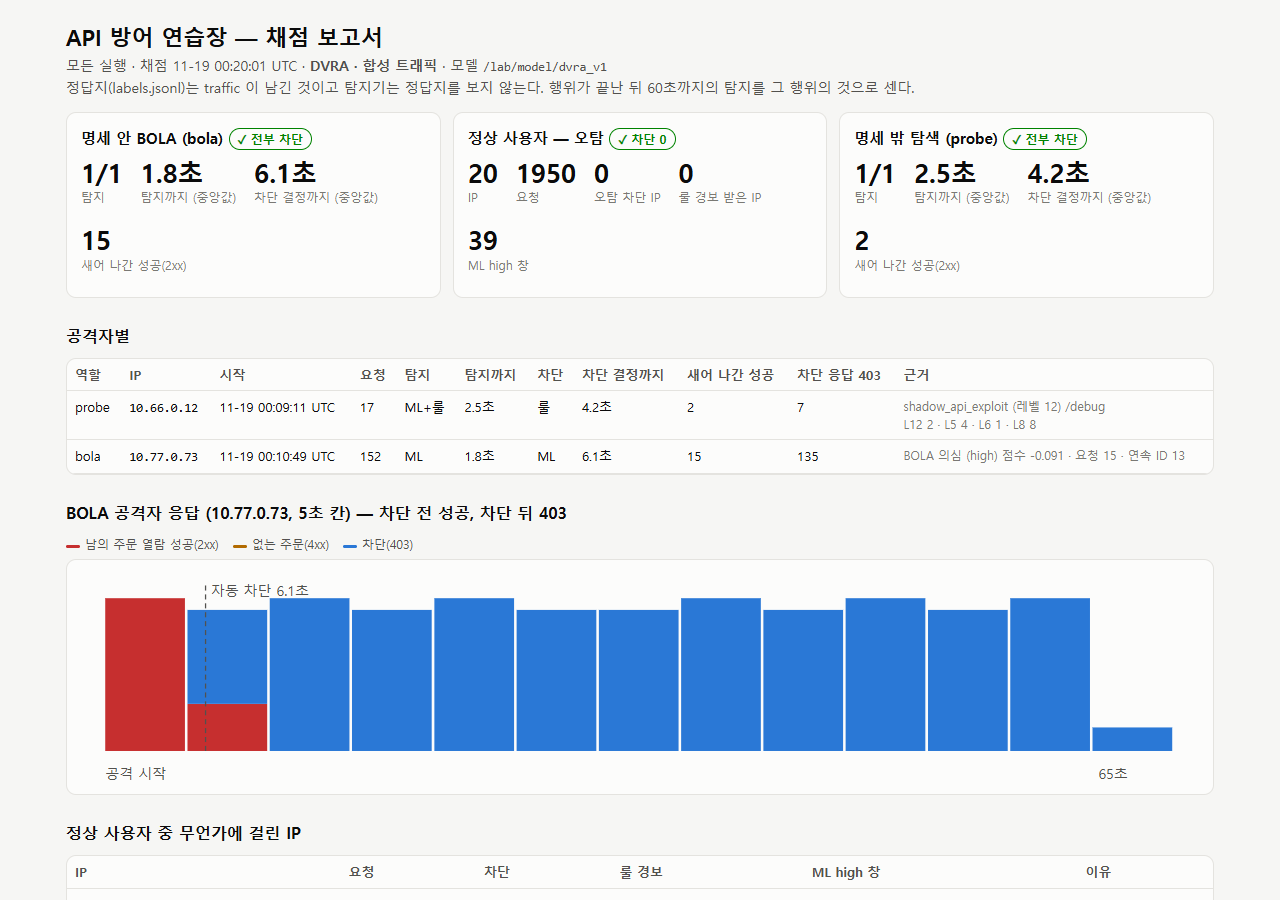 API 방어 연습장 — 채점 보고서
모든 실행 · 채점 11-19 00:20:01 UTC · DVRA · 합성 트래픽 · 모델 /lab/model/dvra_v1
정답지(labels.jsonl)는 traffic 이 남긴 것이고 탐지기는 정답지를 보지 않는다. 행위가 끝난 뒤 60초까지의 탐지를 그 행위의 것으로 센다.
명세 안 BOLA (bola) ✓ 전부 차단
1/1 1.8초 6.1초
탐지 탐지까지 (중앙값) 차단 결정까지 (중앙값)
15
새어 나간 성공(2xx)
정상 사용자 — 오탐 ✓ 차단 0
20 1950 0 0
IP 요청 오탐 차단 IP 룰 경보 받은 IP
39
ML high 창
명세 밖 탐색 (probe) ✓ 전부 차단
1/1 2.5초 4.2초
탐지 탐지까지 (중앙값) 차단 결정까지 (중앙값)
2
새어 나간 성공(2xx)
공격자별
역할 IP 시작 요청 탐지 탐지까지 차단 차단 결정까지 새어 나간 성공 차단 응답 403 근거
probe 10.66.0.12 11-19 00:09:11 UTC 17 ML+룰 2.5초 룰 4.2초 2 7 shadow_api_exploit (레벨 12) /debug
L12 2 · L5 4 · L6 1 · L8 8
bola 10.77.0.73 11-19 00:10:49 UTC 152 ML 1.8초 ML 6.1초 15 135 BOLA 의심 (high) 점수 -0.091 · 요청 15 · 연속 ID 13
BOLA 공격자 응답 (10.77.0.73, 5초 칸) — 차단 전 성공, 차단 뒤 403
남의 주문 열람 성공(2xx) 없는 주문(4xx) 차단(403)
자동 차단 6.1초
공격 시작 65초
정상 사용자 중 무언가에 걸린 IP
IP 요청 차단 룰 경보 ML high 창 이유